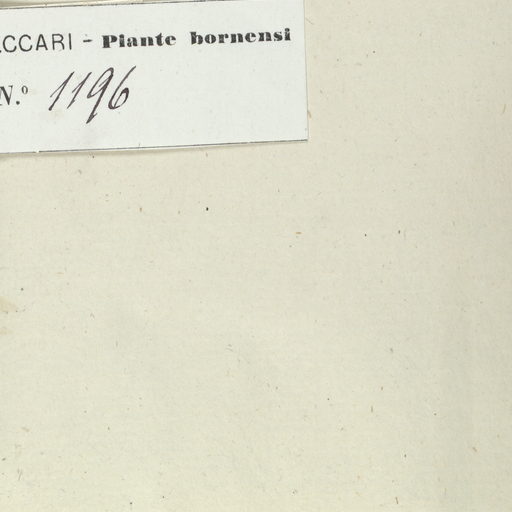 CCARI - Piante bornensi
N.º 1196